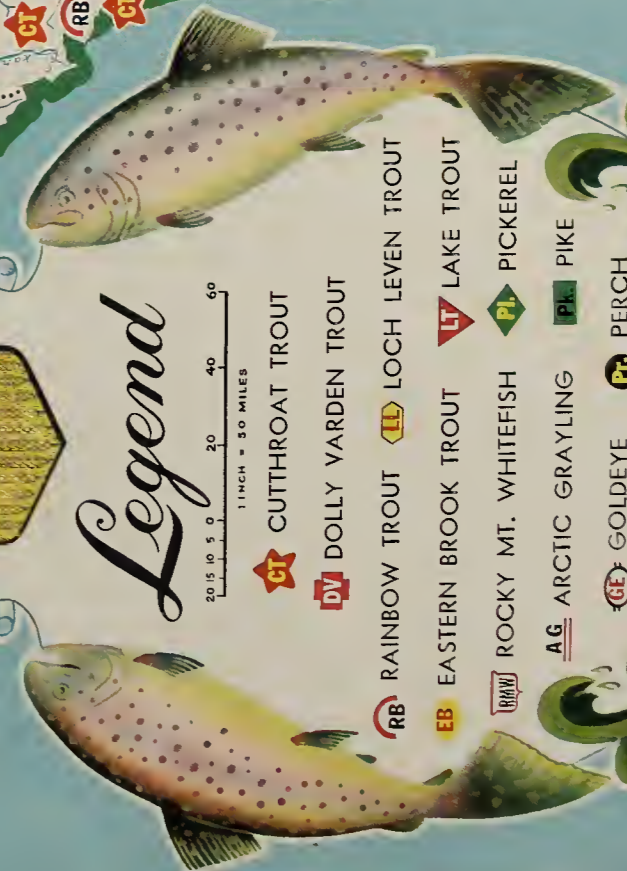 CT
RB
CT
Legend
20 15 10 5 0 20 40 60
1 INCH = 50 MILES
CT CUTTHROAT TROUT
DV DOLLY VARDEN TROUT
RB RAINBOW TROUT LL LOCH LEVEN TROUT
EB EASTERN BROOK TROUT LT LAKE TROUT
RMW ROCKY MT. WHITEFISH PI. PICKEREL
AG ARCTIC GRAYLING Pk. PIKE
GE GOLDEYE Pr. PERCH